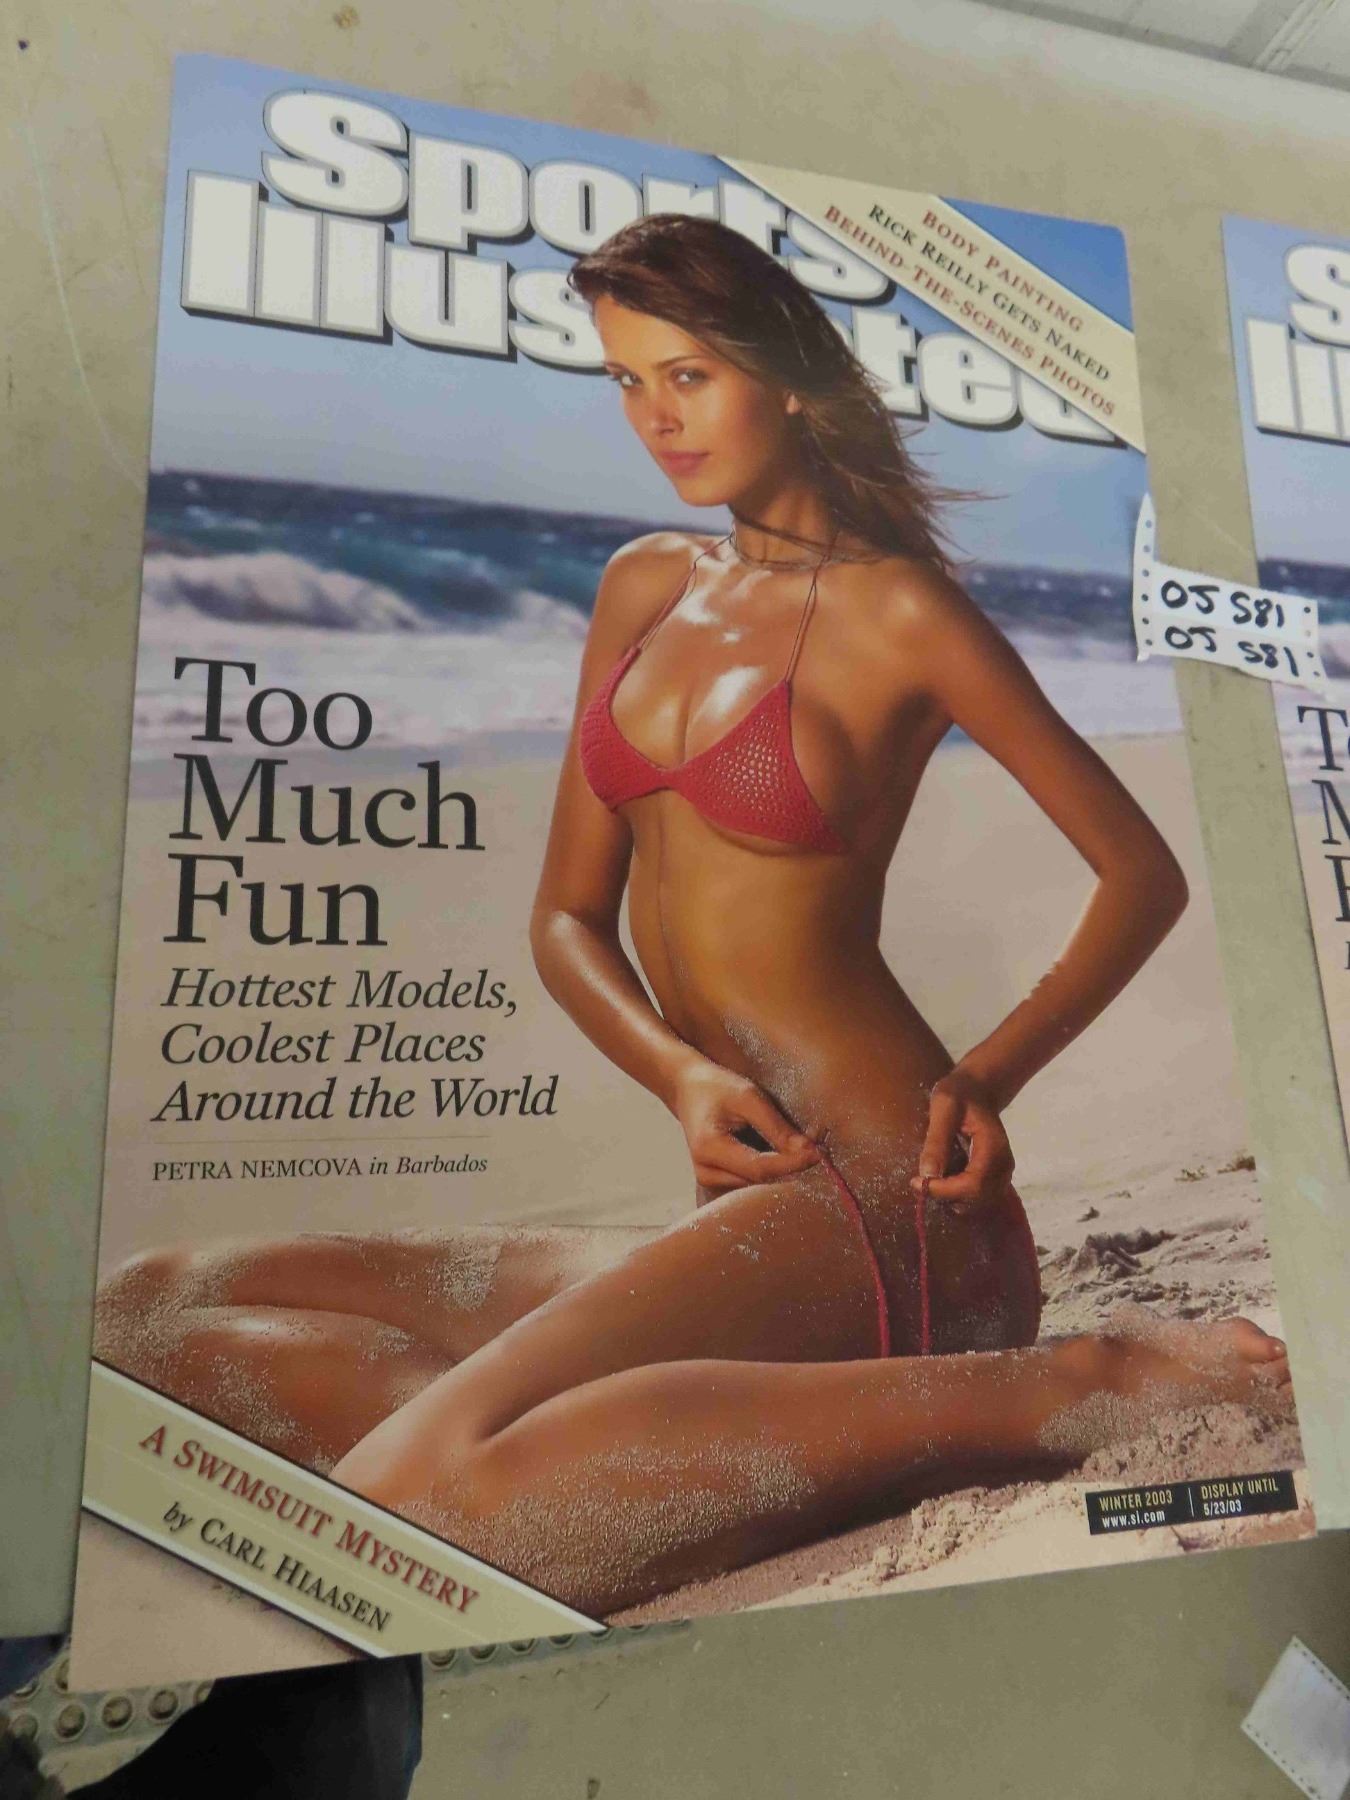 Sports
Illustrated
BODY PAINTING
RICK REILLY GETS NAKED
BEHIND-THE-SCENES PHOTOS
OJ S81
OJ S81
Too
Much
Fun
Hottest Models,
Coolest Places
Around the World
PETRA NEMCOVA in Barbados
A SWIMSUIT MYSTERY
by CARL HIAASEN
WINTER 2003
www.si.com
DISPLAY UNTIL
5/23/03